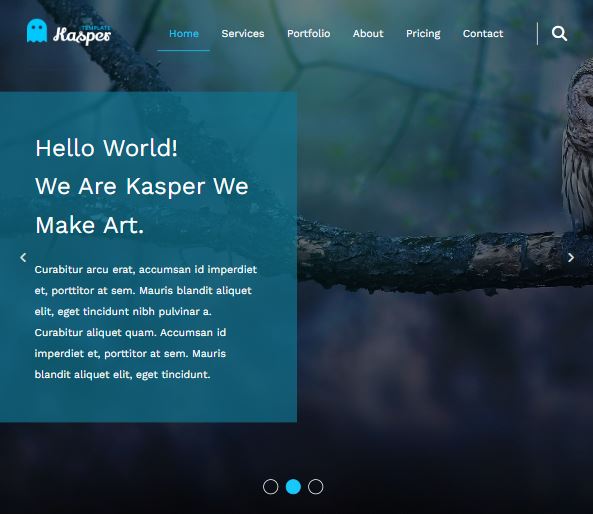 TEMPLATE
Kasper
Home Services Portfolio About Pricing Contact
Hello World!
We Are Kasper We
Make Art.
Curabitur arcu erat, accumsan id imperdiet
et, porttitor at sem. Mauris blandit aliquet
elit, eget tincidunt nibh pulvinar a.
Curabitur aliquet quam. Accumsan id
imperdiet et, porttitor at sem. Mauris
blandit aliquet elit, eget tincidunt.